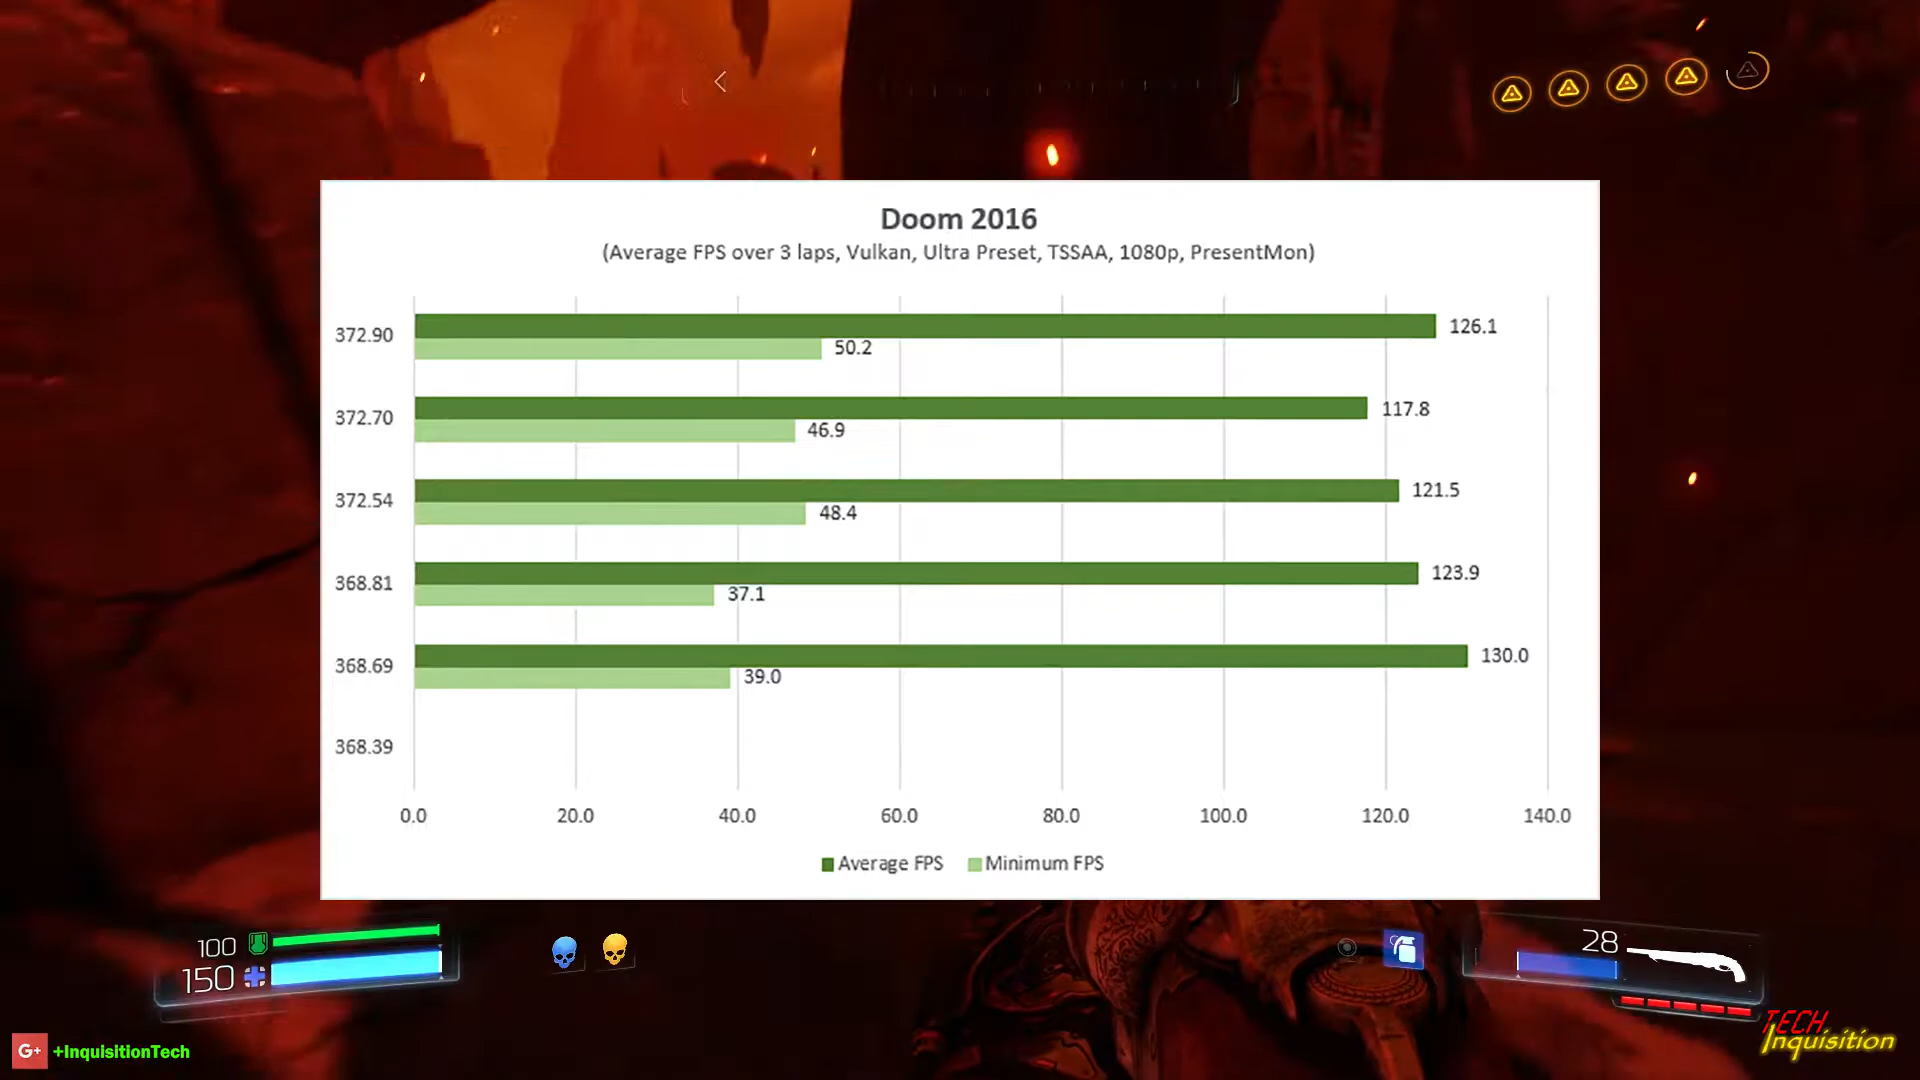 Doom 2016
(Average FPS over 3 laps, Vulkan, Ultra Preset, TSSAA, 1080p, PresentMon)
372.90
126.1
50.2
372.70
117.8
46.9
372.54
121.5
48.4
368.81
123.9
37.1
368.69
130.0
39.0
368.39
0.0 20.0 40.0 60.0 80.0 100.0 120.0 140.0
Average FPS Minimum FPS
100
150
28
G+ +InquisitionTech
TECH
Inquisition